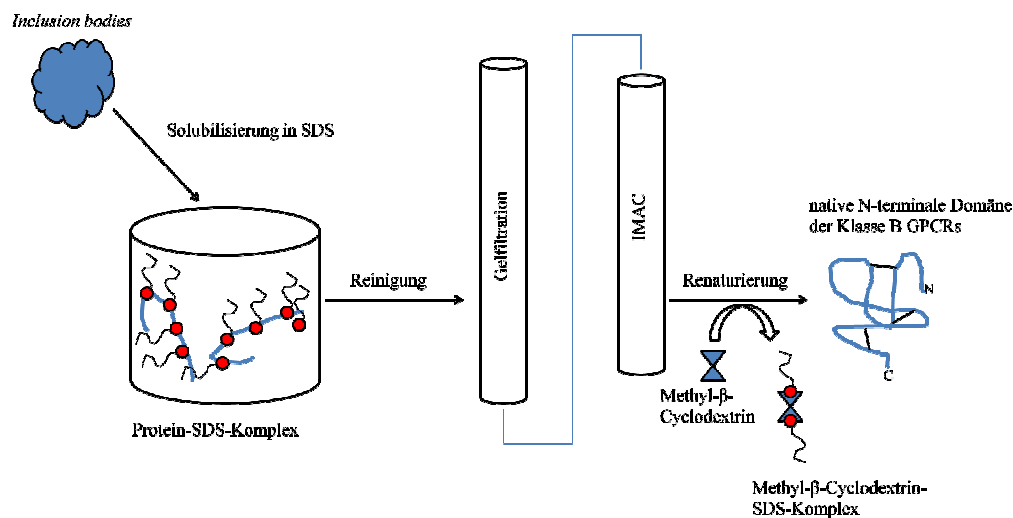 Inclusion bodies
Solubilisierung in SDS
Protein-SDS-Komplex
Reinigung
Gelfiltration
IMAC
Renaturierung
Methyl-β-
Cyclodextrin
Methyl-β-Cyclodextrin-
SDS-Komplex
native N-terminale Domäne
der Klasse B GPCRs
N
C